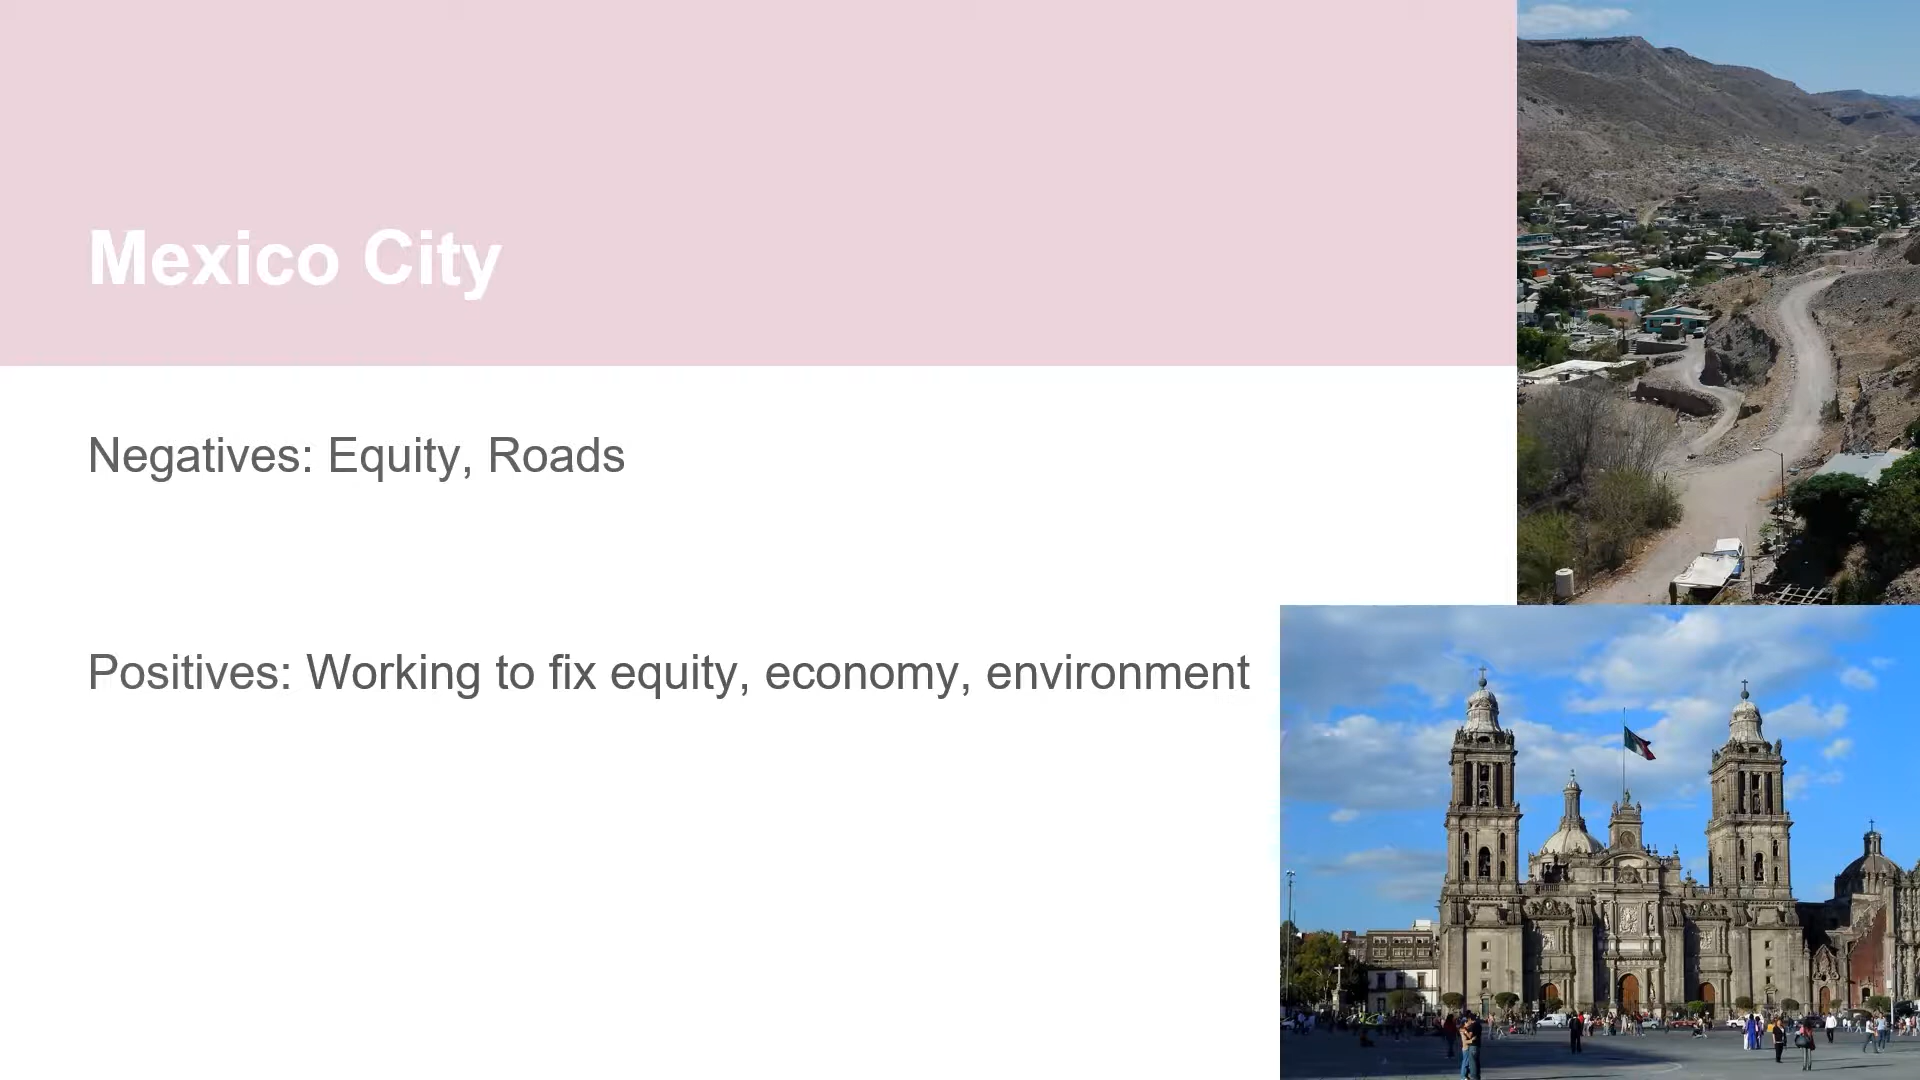 Mexico City
Negatives: Equity, Roads
Positives: Working to fix equity, economy, environment